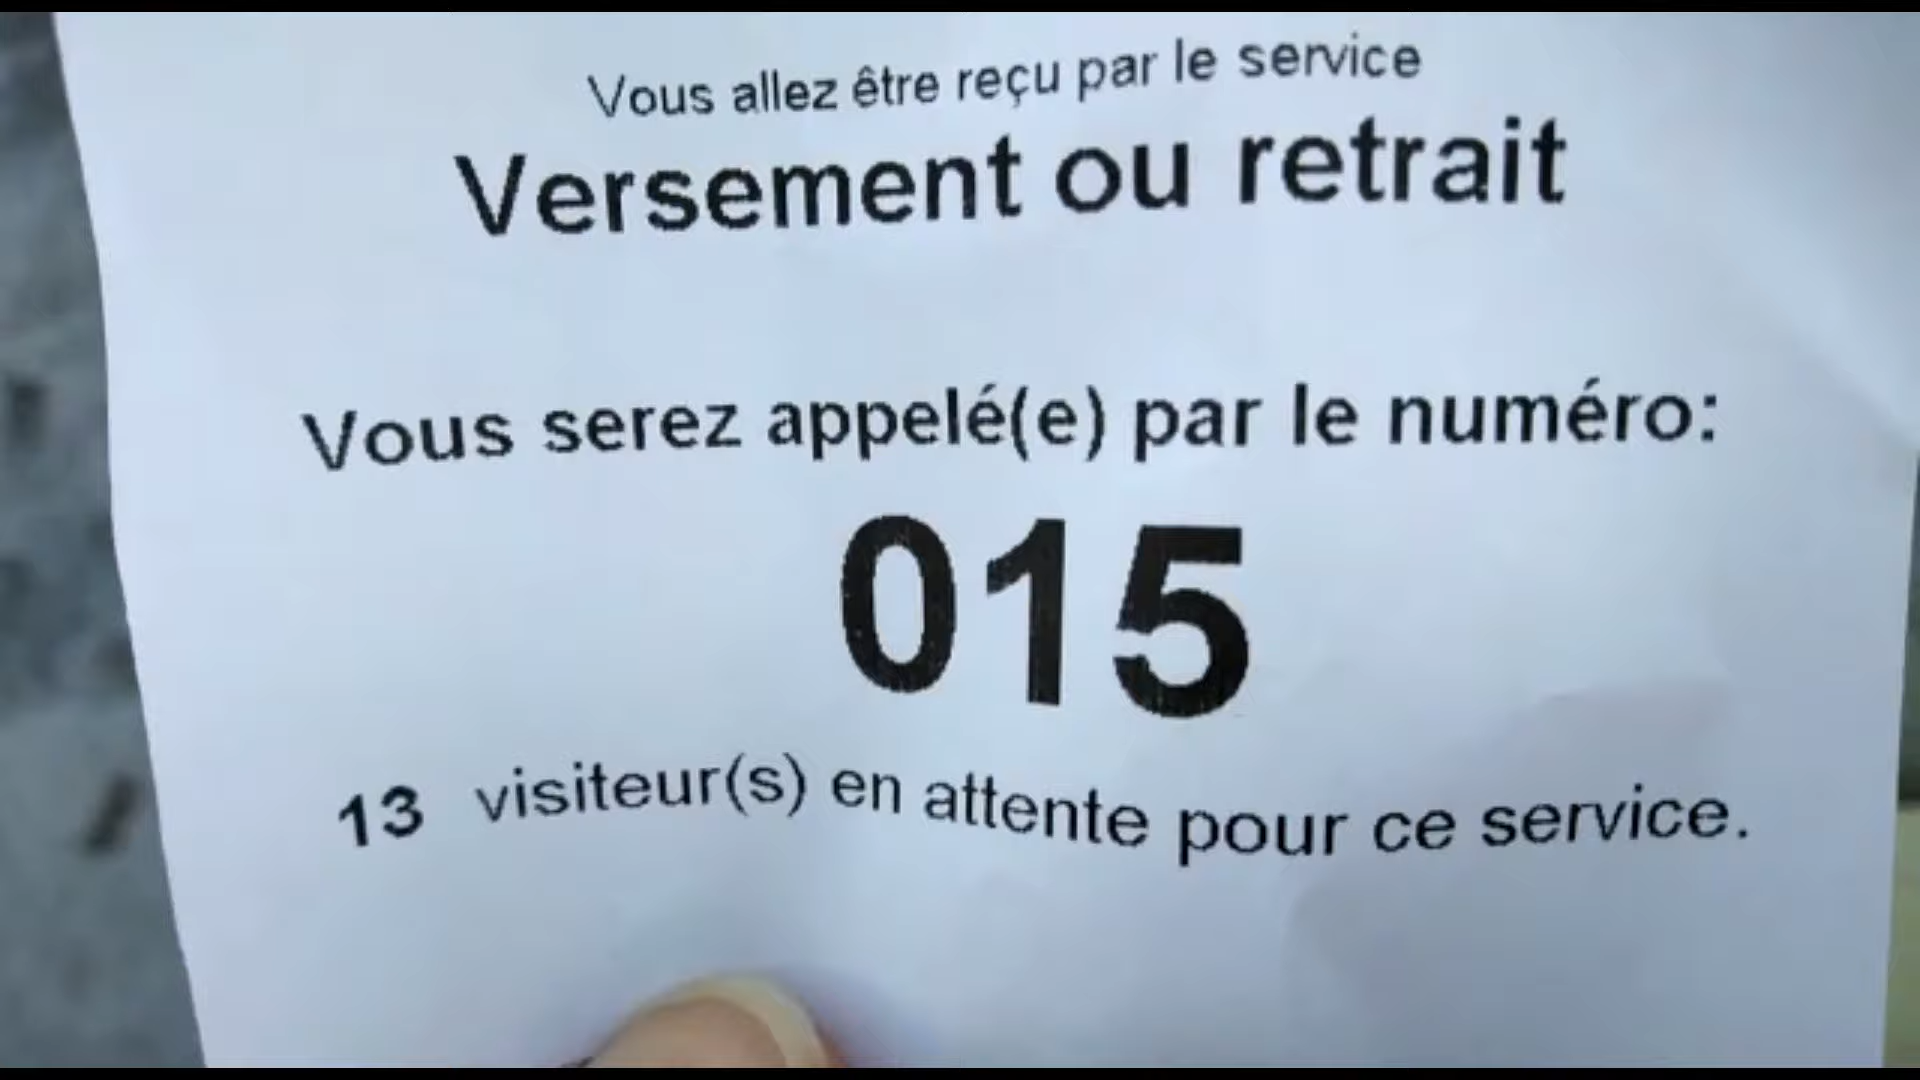 Vous allez être reçu par le service
Versement ou retrait
Vous serez appelé(e) par le numéro:
015
13 visiteur(s) en attente pour ce service.